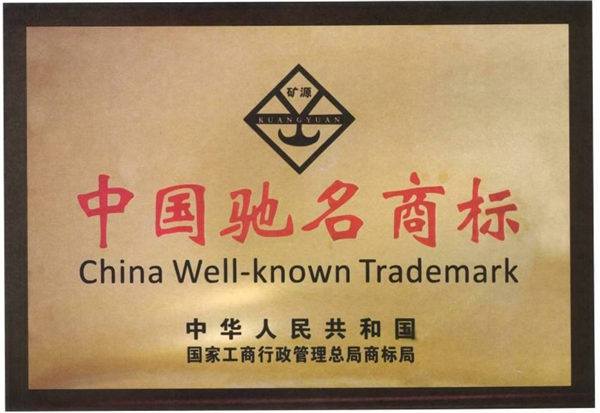 矿源
KUANGYUAN
中国驰名商标
China Well-known Trademark
中华人民共和国
国家工商行政管理总局商标局